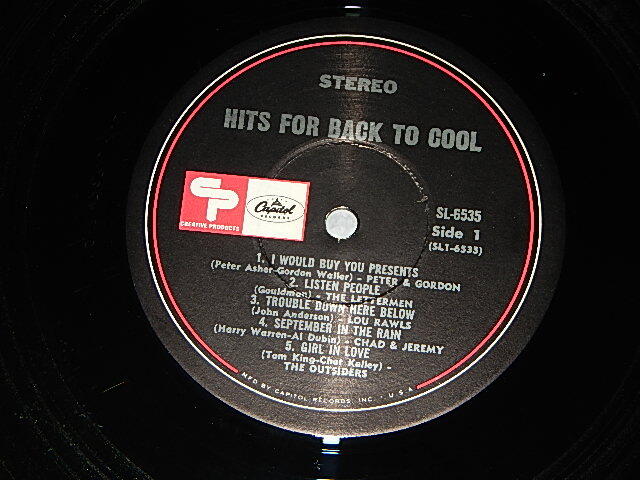 STEREO
HITS FOR BACK TO COOL
CP
CREATIVE PRODUCTS
Capitol
RECORDS
SL-6535
Side 1
(SL1-6535)
1. I WOULD BUY YOU PRESENTS
(Peter Asher-Gordon Waller) - PETER & GORDON
2. LISTEN PEOPLE
(Gouldman) - THE LETTERMEN
3. TROUBLE DOWN HERE BELOW
(John Anderson) - LOU RAWLS
4. SEPTEMBER IN THE RAIN
(Harry Warren-Al Dubin) - CHAD & JEREMY
5. GIRL IN LOVE
(Tom King-Chet Kelley) -
THE OUTSIDERS
MFD BY CAPITOL RECORDS, INC. • U.S.A.